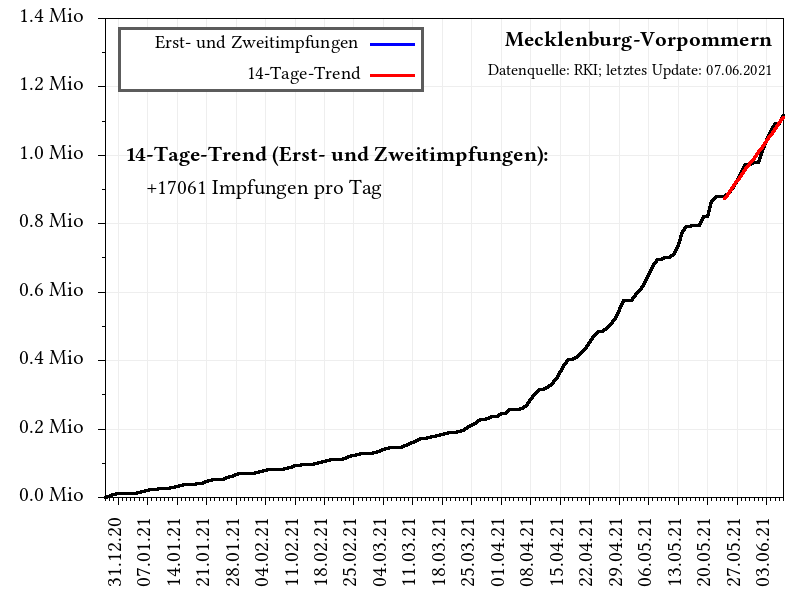 1.4 Mio
1.2 Mio
1.0 Mio
0.8 Mio
0.6 Mio
0.4 Mio
0.2 Mio
0.0 Mio
Erst- und Zweitimpfungen
14-Tage-Trend
Mecklenburg-Vorpommern
Datenquelle: RKI; letztes Update: 07.06.2021
14-Tage-Trend (Erst- und Zweitimpfungen):
+17061 Impfungen pro Tag
31.12.20
07.01.21
14.01.21
21.01.21
28.01.21
04.02.21
11.02.21
18.02.21
25.02.21
04.03.21
11.03.21
18.03.21
25.03.21
01.04.21
08.04.21
15.04.21
22.04.21
29.04.21
06.05.21
13.05.21
20.05.21
27.05.21
03.06.21